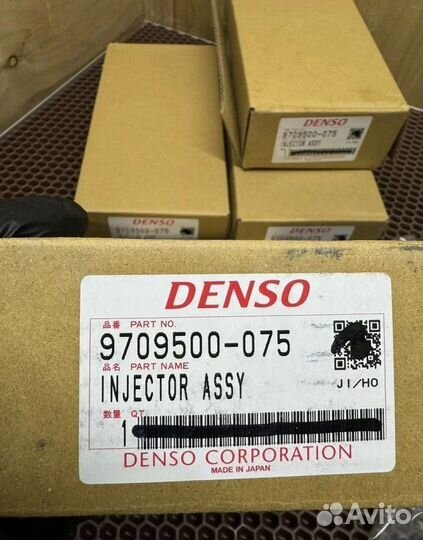 DENSO
9709500-075
INJECTOR ASSY
DENSO
9709500-075
DENSO
DENSO
品番 PART NO.
9709500-075
品名 PART NAME
INJECTOR ASSY
JI/HO
数量 QT
1
DENSO CORPORATION
MADE IN JAPAN
Avito